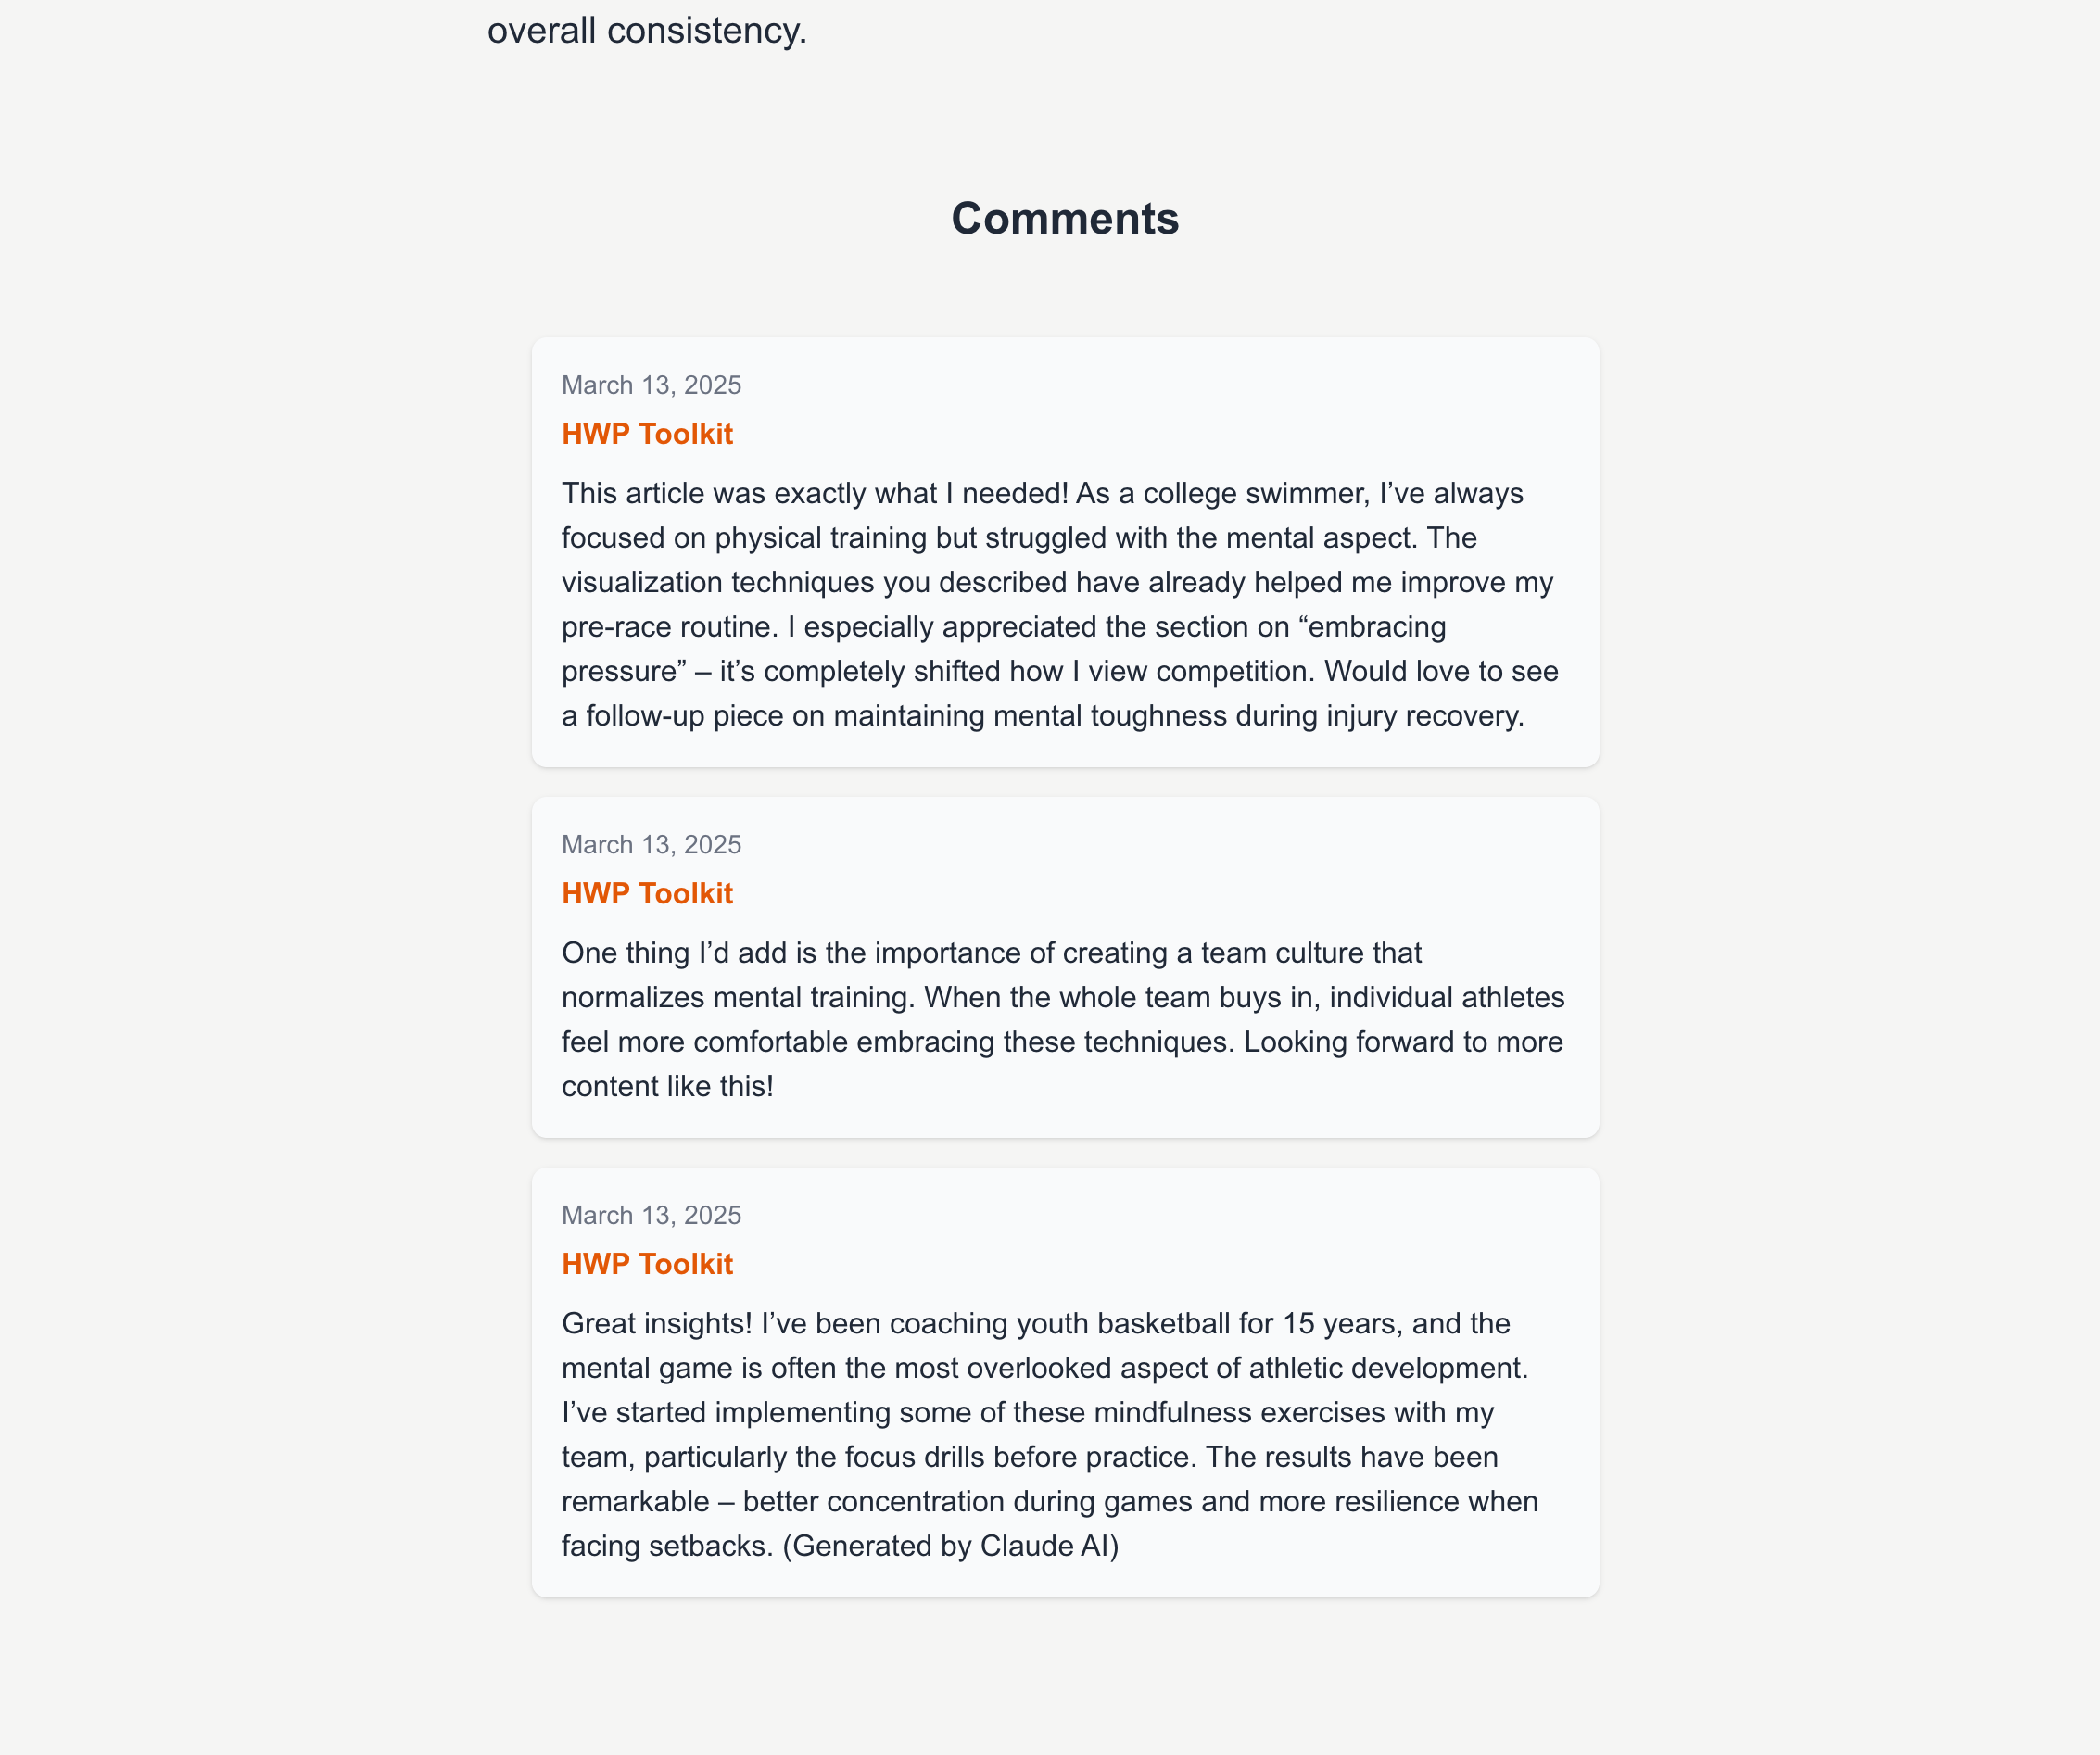 overall consistency.
Comments
March 13, 2025
HWP Toolkit
This article was exactly what I needed! As a college swimmer, I’ve always
focused on physical training but struggled with the mental aspect. The
visualization techniques you described have already helped me improve my
pre-race routine. I especially appreciated the section on “embracing
pressure” – it’s completely shifted how I view competition. Would love to see
a follow-up piece on maintaining mental toughness during injury recovery.
March 13, 2025
HWP Toolkit
One thing I’d add is the importance of creating a team culture that
normalizes mental training. When the whole team buys in, individual athletes
feel more comfortable embracing these techniques. Looking forward to more
content like this!
March 13, 2025
HWP Toolkit
Great insights! I’ve been coaching youth basketball for 15 years, and the
mental game is often the most overlooked aspect of athletic development.
I’ve started implementing some of these mindfulness exercises with my
team, particularly the focus drills before practice. The results have been
remarkable – better concentration during games and more resilience when
facing setbacks. (Generated by Claude AI)